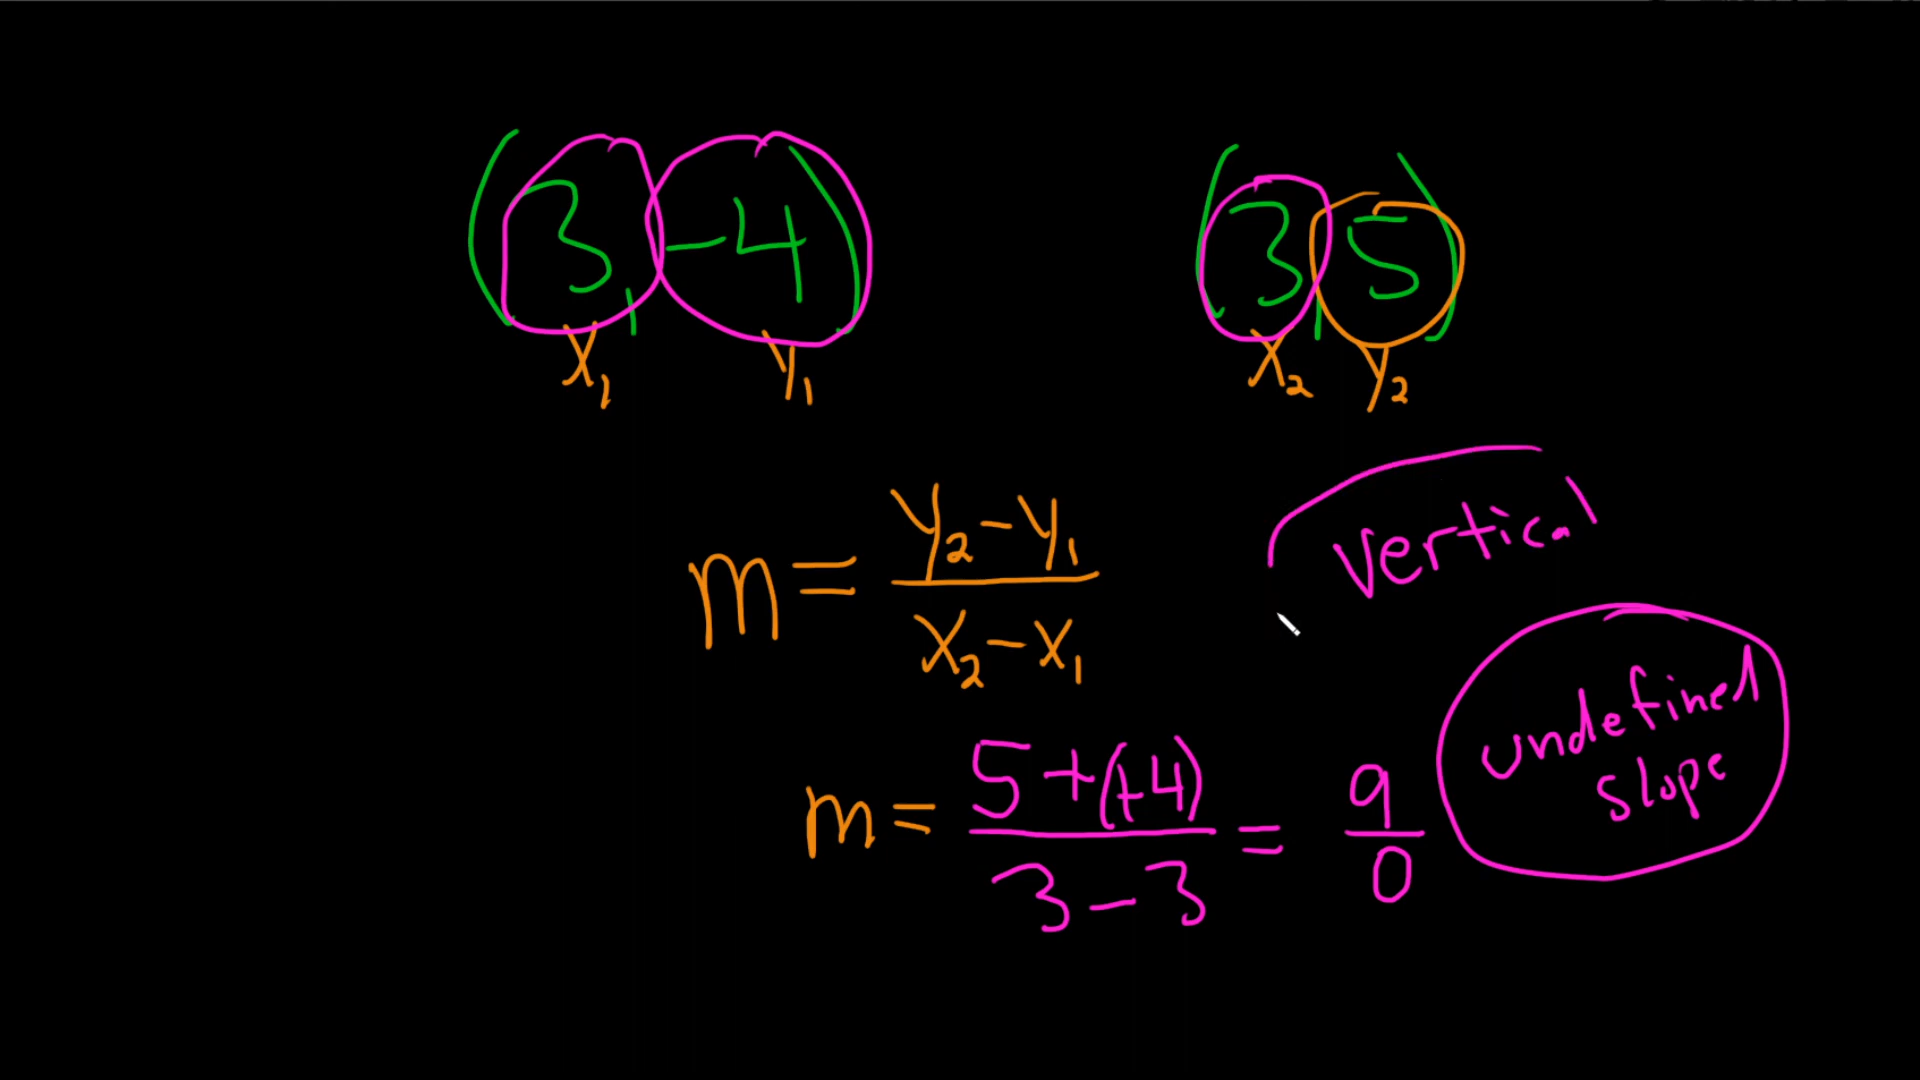 (3, -4) (3, 5)
x₁ y₁ x₂ y₂
m = (y₂ - y₁) / (x₂ - x₁)
vertical
m = (5 + (+4)) / (3 - 3) = 9/0
undefined
slope